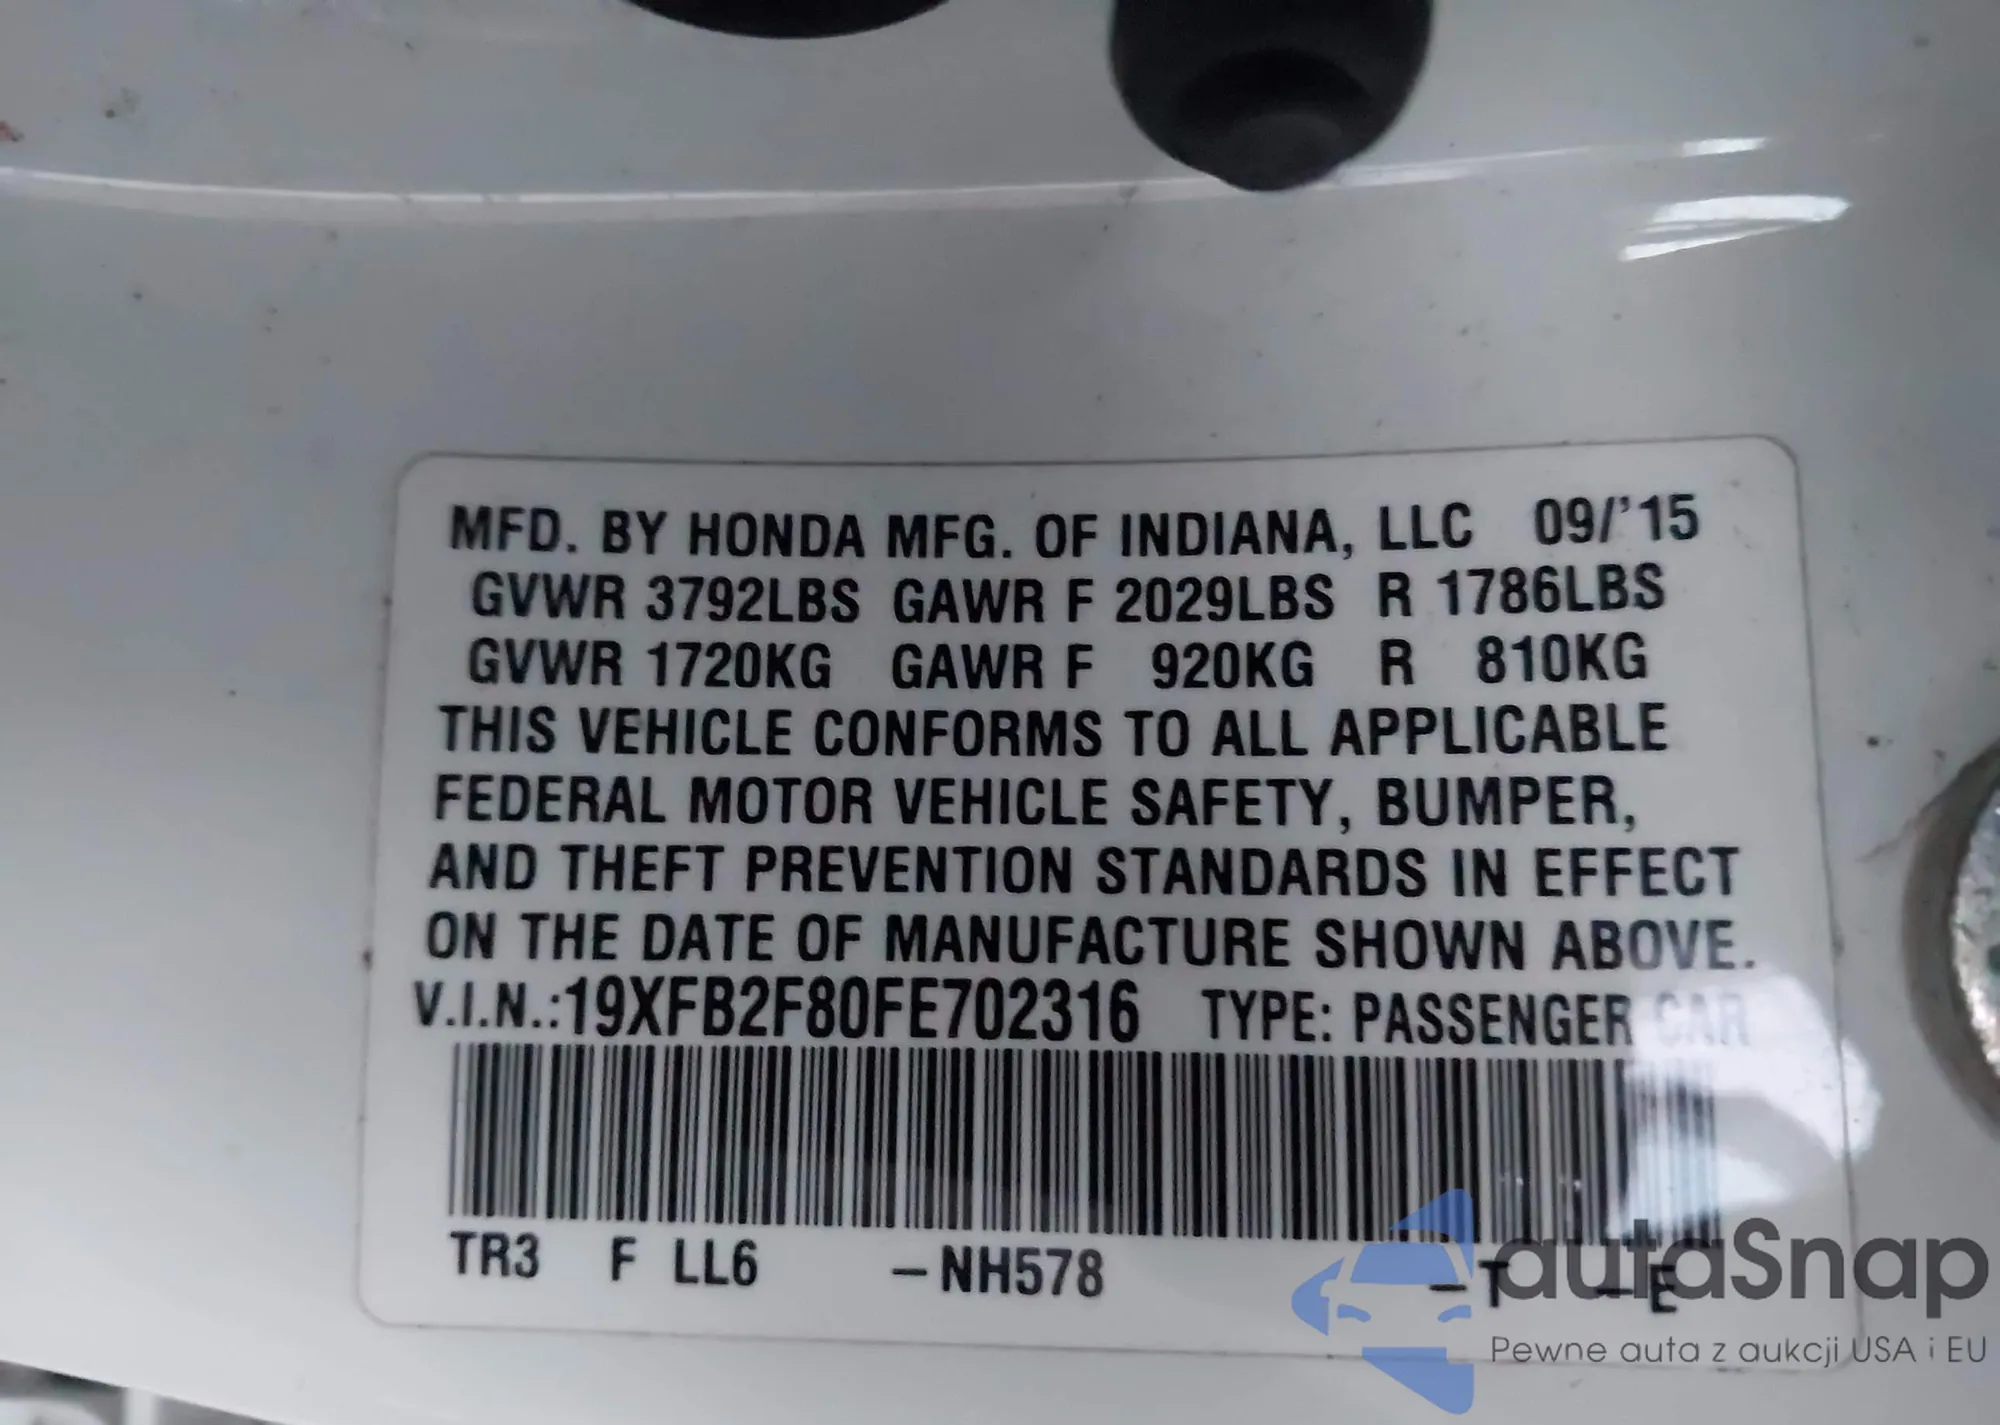 MFD. BY HONDA MFG. OF INDIANA, LLC 09/'15
GVWR 3792LBS GAWR F 2029LBS R 1786LBS
GVWR 1720KG GAWR F 920KG R 810KG
THIS VEHICLE CONFORMS TO ALL APPLICABLE
FEDERAL MOTOR VEHICLE SAFETY, BUMPER,
AND THEFT PREVENTION STANDARDS IN EFFECT
ON THE DATE OF MANUFACTURE SHOWN ABOVE.
V.I.N.:19XFB2F80FE702316 TYPE: PASSENGER CAR
TR3 F LL6 –NH578 –T –E
autaSnap
Pewne auta z aukcji USA i EU